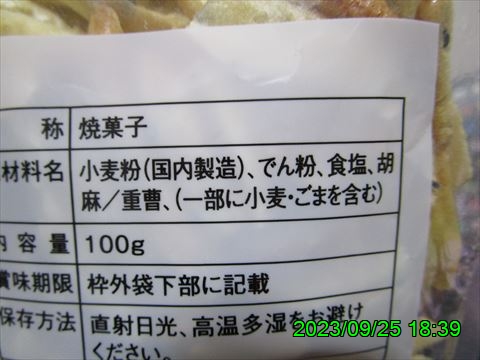 称 焼菓子
材料名 小麦粉(国内製造)、でん粉、食塩、胡
麻/重曹、(一部に小麦・ごまを含む)
内容量 100g
賞味期限 枠外袋下部に記載
保存方法 直射日光、高温多湿をお避け
ください。
2023/09/25 18:39